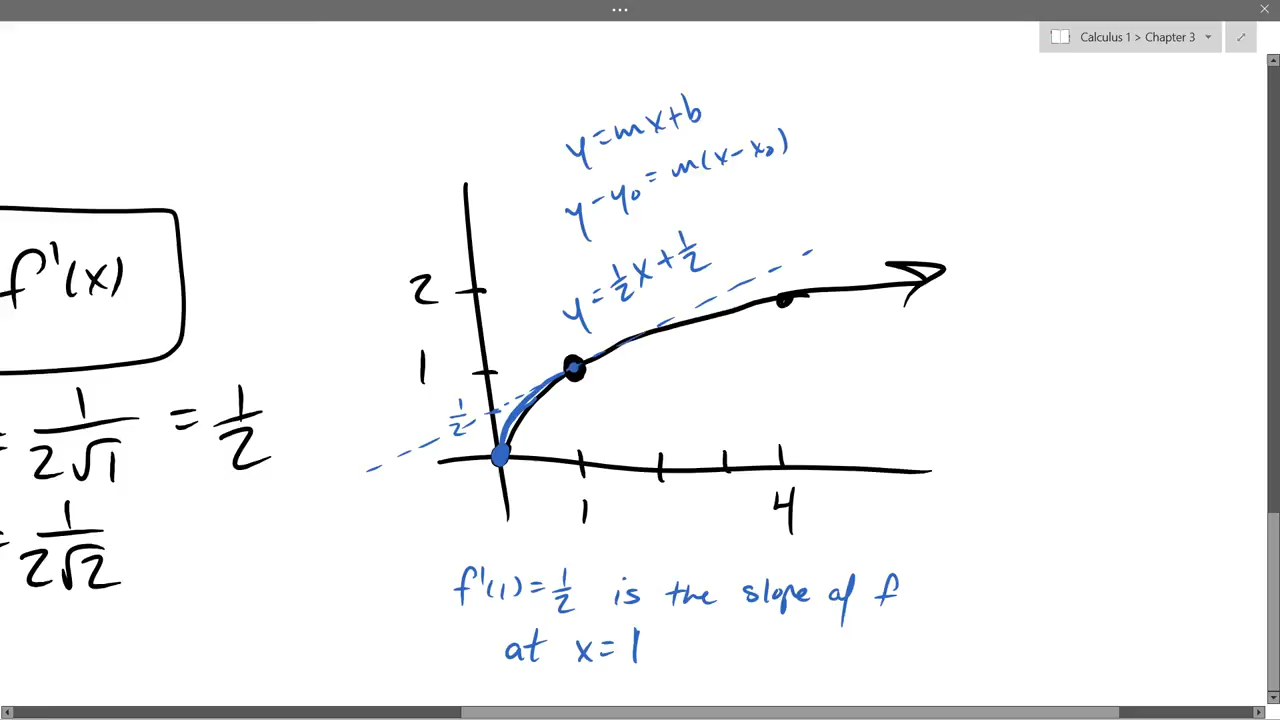 Calculus 1 > Chapter 3
y=mx+b
y-y₀=m(x-x₀)
f'(x)
y=½x+½
2
1
½
= 1/(2√1) = 1/2
= 1/(2√2)
1
4
f'(1)=½ is the slope of f
at x=1